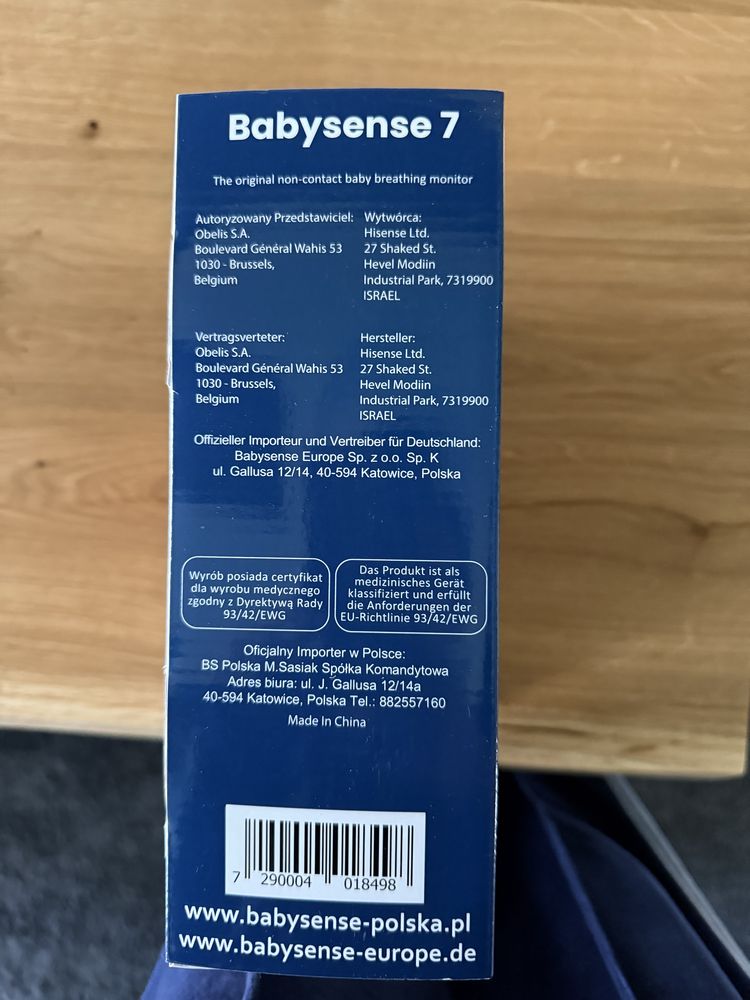 Babysense 7
The original non-contact baby breathing monitor
Autoryzowany Przedstawiciel:
Obelis S.A.
Boulevard Général Wahis 53
1030 - Brussels,
Belgium
Wytwórca:
Hisense Ltd.
27 Shaked St.
Hevel Modiin
Industrial Park, 7319900
ISRAEL
Vertragsverteter:
Obelis S.A.
Boulevard Général Wahis 53
1030 - Brussels,
Belgium
Hersteller:
Hisense Ltd.
27 Shaked St.
Hevel Modiin
Industrial Park, 7319900
ISRAEL
Offizieller Importeur und Vertreiber für Deutschland:
Babysense Europe Sp. z o.o. Sp. K
ul. Gallusa 12/14, 40-594 Katowice, Polska
Wyrób posiada certyfikat
dla wyrobu medycznego
zgodny z Dyrektywą Rady
93/42/EWG
Das Produkt ist als
medizinisches Gerät
klassifiziert und erfüllt
die Anforderungen der
EU-Richtlinie 93/42/EWG
Oficjalny Importer w Polsce:
BS Polska M.Sasiak Spółka Komandytowa
Adres biura: ul. J. Gallusa 12/14a
40-594 Katowice, Polska Tel.: 882557160
Made In China
7 290004 018498
www.babysense-polska.pl
www.babysense-europe.de